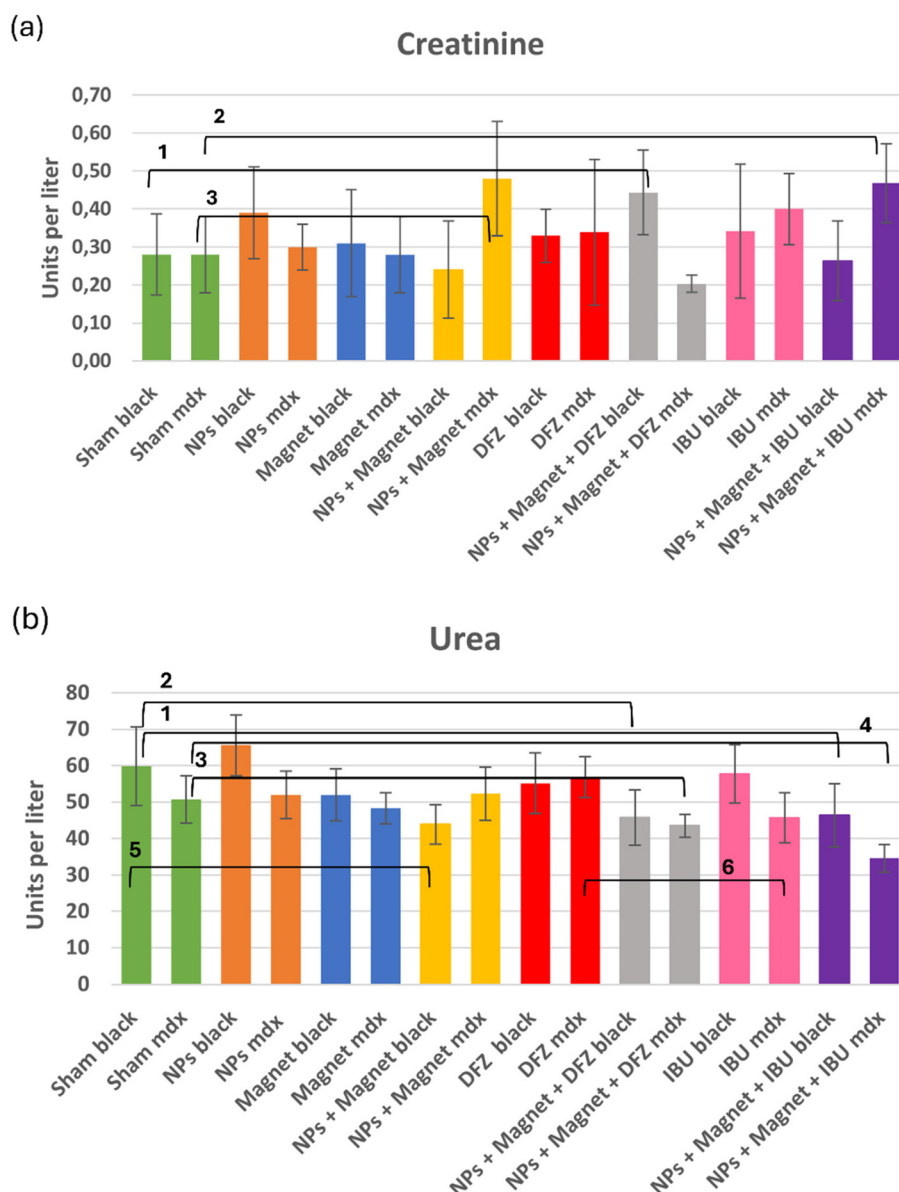 (a)
Creatinine
Units per liter
0,70
0,60
0,50
0,40
0,30
0,20
0,10
0,00
2
1
3
Sham black
Sham mdx
NPs black
NPs mdx
Magnet black
Magnet mdx
NPs + Magnet black
NPs + Magnet mdx
DFZ black
DFZ mdx
NPs + Magnet + DFZ black
NPs + Magnet + DFZ mdx
IBU black
IBU mdx
NPs + Magnet + IBU black
NPs + Magnet + IBU mdx
(b)
Urea
Units per liter
80
70
60
50
40
30
20
10
0
2
1
4
3
5
6
Sham black
Sham mdx
NPs black
NPs mdx
Magnet black
Magnet mdx
NPs + Magnet black
NPs + Magnet mdx
DFZ black
DFZ mdx
NPs + Magnet + DFZ black
NPs + Magnet + DFZ mdx
IBU black
IBU mdx
NPs + Magnet + IBU black
NPs + Magnet + IBU mdx